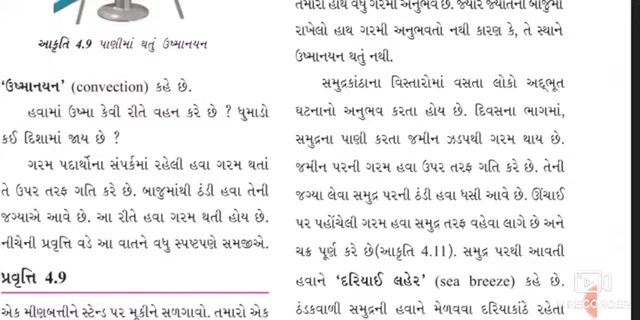 આકૃતિ 4.9 પાણીમાં થતું ઉષ્માનયન
'ઉષ્માનયન' (convection) કહે છે.
હવામાં ઉષ્મા કેવી રીતે વહન કરે છે ? ધુમાડો
કઈ દિશામાં જાય છે ?
ગરમ પદાર્થોના સંપર્કમાં રહેલી હવા ગરમ થતાં
તે ઉપર તરફ ગતિ કરે છે. બાજુમાંથી ઠંડી હવા તેની
જગ્યાએ આવે છે. આ રીતે હવા ગરમ થતી હોય છે.
નીચેની પ્રવૃત્તિ વડે આ વાતને વધુ સ્પષ્ટપણે સમજીએ.
પ્રવૃત્તિ 4.9
એક મીણબત્તીને સ્ટેન્ડ પર મૂકીને સળગાવો. તમારો એક
તમારો હાથ વધુ ગરમી અનુભવે છે. જ્યારે જ્યોતની બાજુમાં
રાખેલો હાથ ગરમી અનુભવતો નથી કારણ કે, તે સ્થાને
ઉષ્માનયન થતું નથી.
સમુદ્રકાંઠાના વિસ્તારોમાં વસતા લોકો અદ્ભૂત
ઘટનાનો અનુભવ કરતા હોય છે. દિવસના ભાગમાં,
સમુદ્રના પાણી કરતા જમીન ઝડપથી ગરમ થાય છે.
જમીન પરની ગરમ હવા ઉપર તરફ ગતિ કરે છે. તેની
જગ્યા લેવા સમુદ્ર પરની ઠંડી હવા ધસી આવે છે. ઊંચાઈ
પર પહોંચેલી ગરમ હવા સમુદ્ર તરફ વહેવા લાગે છે અને
ચક્ર પૂર્ણ કરે છે(આકૃતિ 4.11). સમુદ્ર પરથી આવતી
હવાને 'દરિયાઈ લહેર' (sea breeze) કહે છે.
ઠંડકવાળી સમુદ્રની હવાને મેળવવા દરિયાકાંઠે રહેતા
V RECORDER